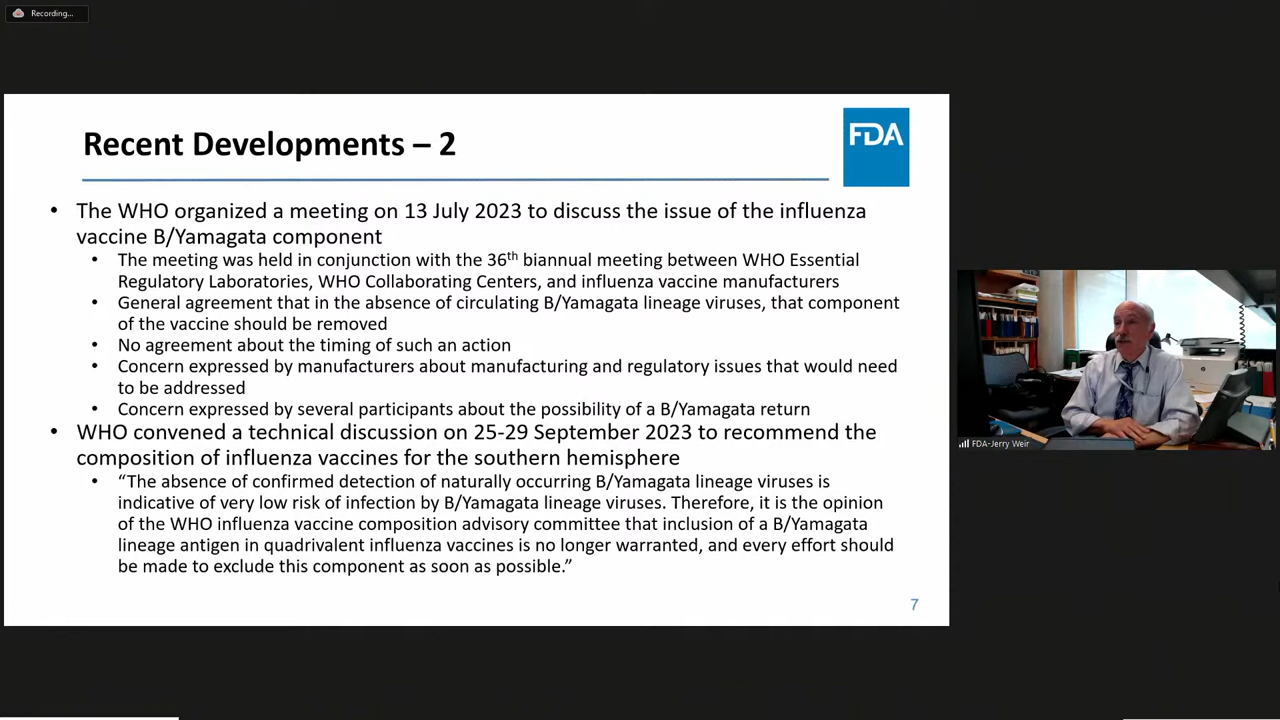 Recording...
Recent Developments – 2
FDA
• The WHO organized a meeting on 13 July 2023 to discuss the issue of the influenza
vaccine B/Yamagata component
• The meeting was held in conjunction with the 36th biannual meeting between WHO Essential
Regulatory Laboratories, WHO Collaborating Centers, and influenza vaccine manufacturers
• General agreement that in the absence of circulating B/Yamagata lineage viruses, that component
of the vaccine should be removed
• No agreement about the timing of such an action
• Concern expressed by manufacturers about manufacturing and regulatory issues that would need
to be addressed
• Concern expressed by several participants about the possibility of a B/Yamagata return
• WHO convened a technical discussion on 25-29 September 2023 to recommend the
composition of influenza vaccines for the southern hemisphere
• “The absence of confirmed detection of naturally occurring B/Yamagata lineage viruses is
indicative of very low risk of infection by B/Yamagata lineage viruses. Therefore, it is the opinion
of the WHO influenza vaccine composition advisory committee that inclusion of a B/Yamagata
lineage antigen in quadrivalent influenza vaccines is no longer warranted, and every effort should
be made to exclude this component as soon as possible.”
7
FDA-Jerry Weir